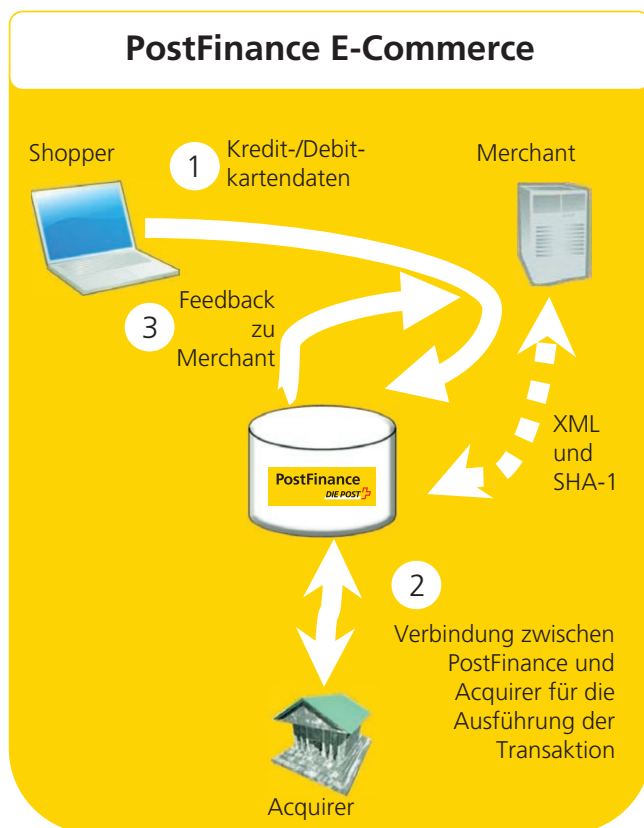 PostFinance E-Commerce
Shopper
1
Kredit-/Debit-
kartendaten
Merchant
3
Feedback
zu
Merchant
XML
und
SHA-1
PostFinance
DIE POST
2
Verbindung zwischen
PostFinance und
Acquirer für die
Ausführung der
Transaktion
Acquirer